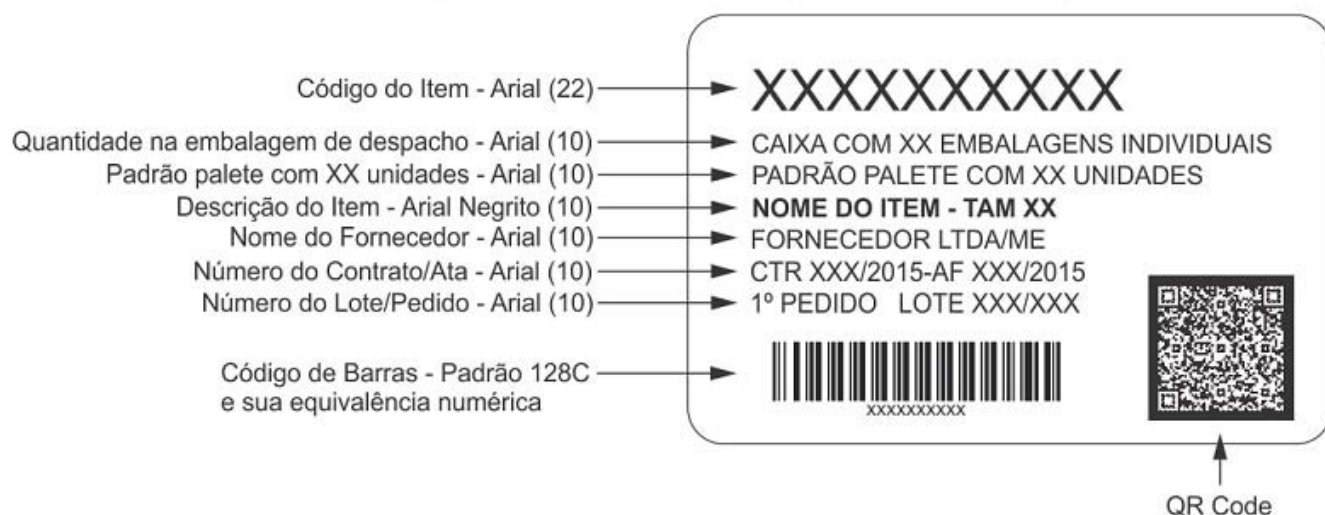 Código do Item - Arial (22)
XXXXXXXXXX
Quantidade na embalagem de despacho - Arial (10)
CAIXA COM XX EMBALAGENS INDIVIDUAIS
Padrão palete com XX unidades - Arial (10)
PADRÃO PALETE COM XX UNIDADES
Descrição do Item - Arial Negrito (10)
NOME DO ITEM - TAM XX
Nome do Fornecedor - Arial (10)
FORNECEDOR LTDA/ME
Número do Contrato/Ata - Arial (10)
CTR XXX/2015-AF XXX/2015
Número do Lote/Pedido - Arial (10)
1º PEDIDO LOTE XXX/XXX
Código de Barras - Padrão 128C
e sua equivalência numérica
XXXXXXXXXX
QR Code